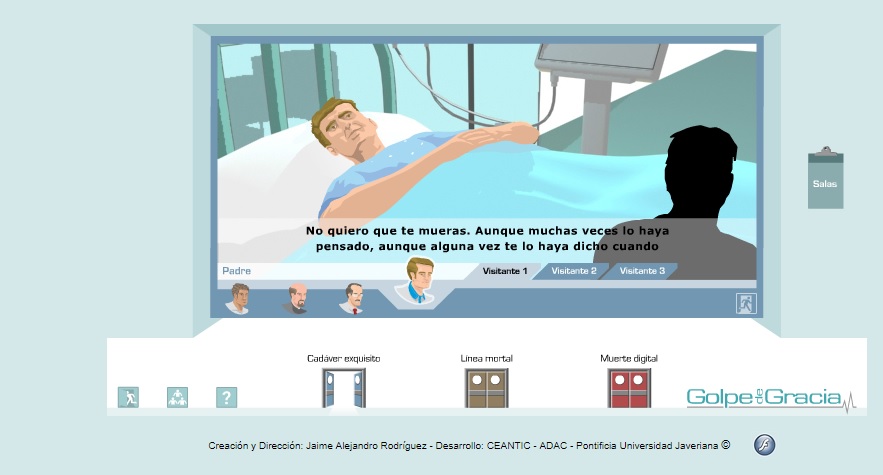 Salas
No quiero que te mueras. Aunque muchas veces lo haya
pensado, aunque alguna vez te lo haya dicho cuando
Padre
Visitante 1
Visitante 2
Visitante 3
Cadáver exquisito
Línea mortal
Muerte digital
?
Golpe de Gracia
Creación y Dirección: Jaime Alejandro Rodríguez - Desarrollo: CEANTIC - ADAC - Pontificia Universidad Javeriana ©